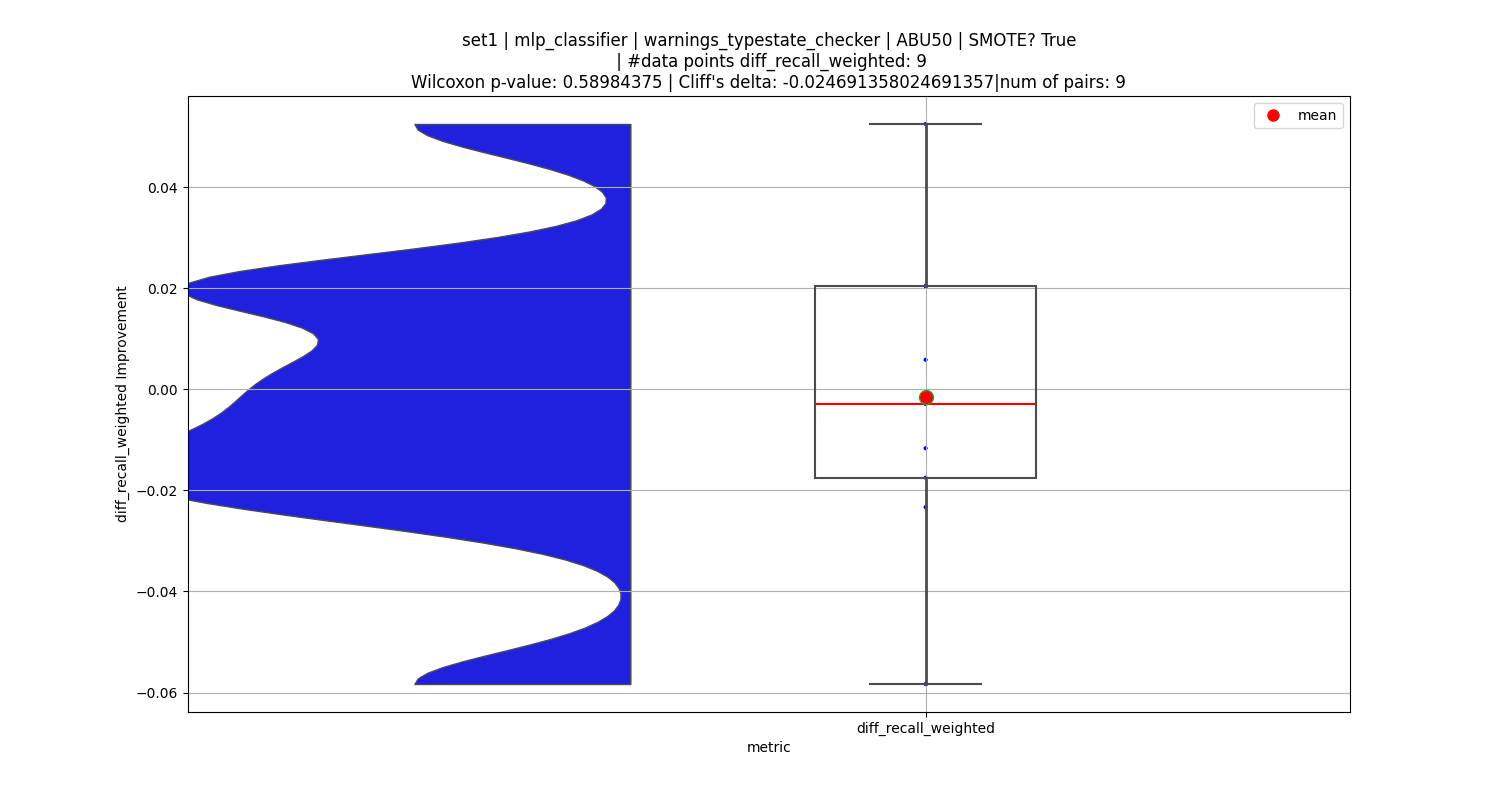 set1 | mlp_classifier | warnings_typestate_checker | ABU50 | SMOTE? True
| #data points diff_recall_weighted: 9
Wilcoxon p-value: 0.58984375 | Cliff's delta: -0.024691358024691357|num of pairs: 9
mean
0.04
0.02
0.00
−0.02
−0.04
−0.06
diff_recall_weighted Improvement
diff_recall_weighted
metric